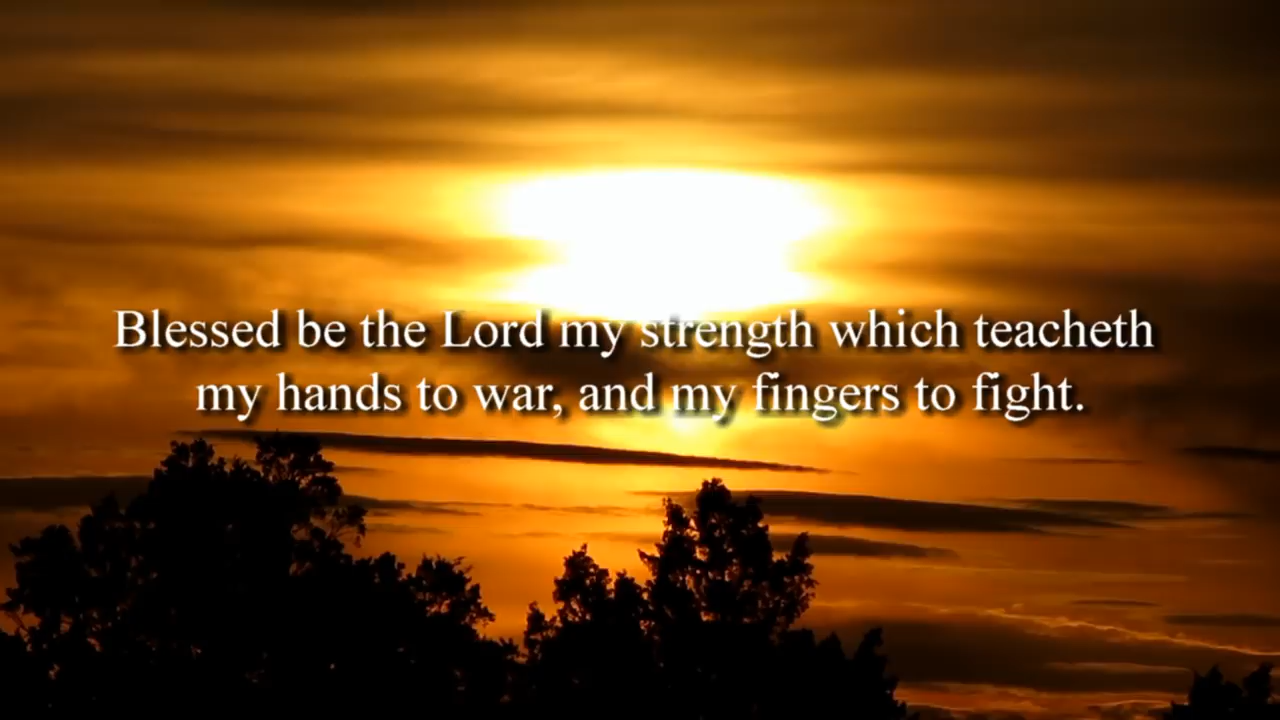 Blessed be the Lord my strength which teacheth
my hands to war, and my fingers to fight.